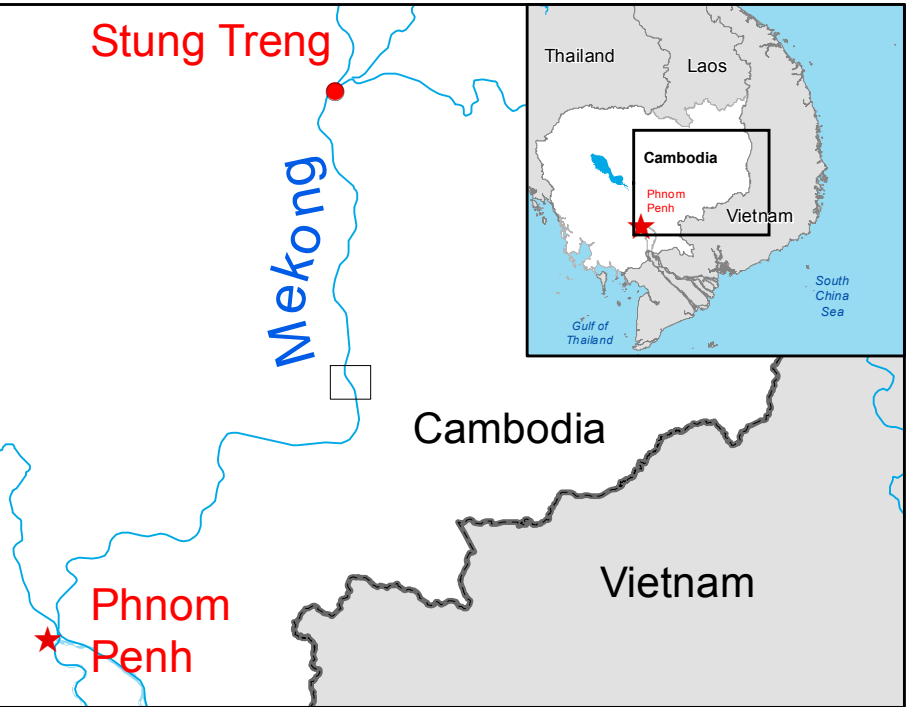 Stung Treng
Mekong
Cambodia
Vietnam
Phnom
Penh
Thailand
Laos
Cambodia
Phnom
Penh
Vietnam
South
China
Sea
Gulf of
Thailand